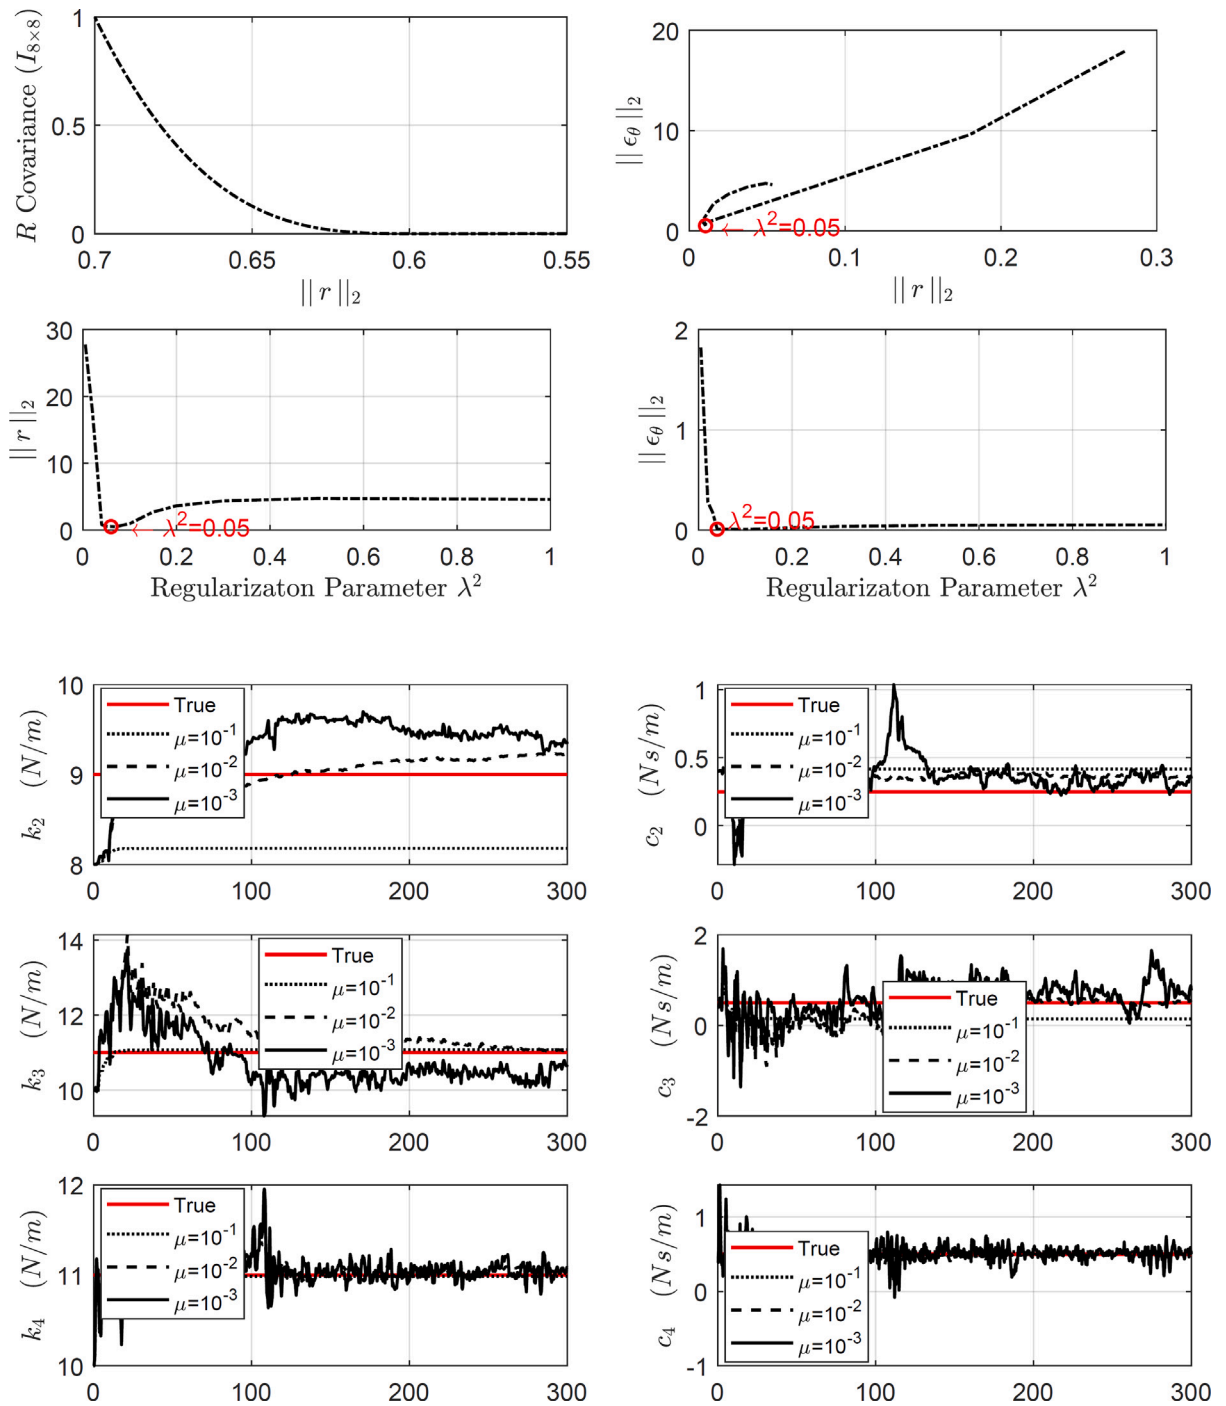 R Covariance (I8×8)
1
0.5
0
0.7
0.65
0.6
0.55
|| r ||2
|| ϵθ ||2
20
10
0
← λ²=0.05
0
0.1
0.2
0.3
|| r ||2
|| r ||2
30
20
10
0
← λ²=0.05
0
0.2
0.4
0.6
0.8
1
Regularizaton Parameter λ²
|| ϵθ ||2
2
1
0
λ²=0.05
0
0.2
0.4
0.6
0.8
1
Regularizaton Parameter λ²
k2 (N/m)
10
9
8
True
μ=10⁻¹
μ=10⁻²
μ=10⁻³
0
100
200
300
c2 (Ns/m)
1
0.5
0
True
μ=10⁻¹
μ=10⁻²
μ=10⁻³
0
100
200
300
k3 (N/m)
14
12
10
True
μ=10⁻¹
μ=10⁻²
μ=10⁻³
0
100
200
300
c3 (Ns/m)
2
0
-2
True
μ=10⁻¹
μ=10⁻²
μ=10⁻³
0
100
200
300
k4 (N/m)
12
11
10
True
μ=10⁻¹
μ=10⁻²
μ=10⁻³
0
100
200
300
c4 (Ns/m)
1
0
-1
True
μ=10⁻¹
μ=10⁻²
μ=10⁻³
0
100
200
300